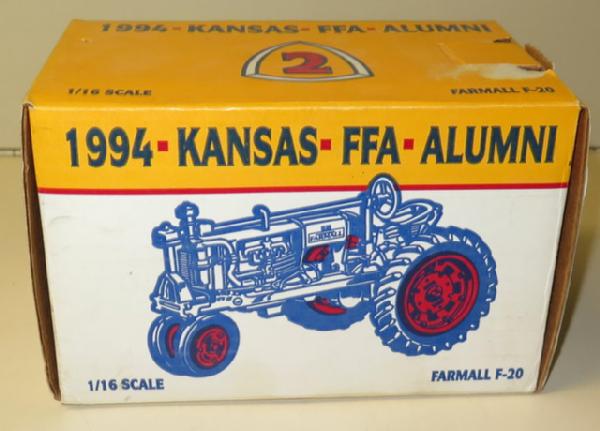 1994 ▪ KANSAS ▪ FFA ▪ ALUMNI
2
1/16 SCALE FARMALL F-20
1994 ▪ KANSAS ▪ FFA ▪ ALUMNI
FARMALL
1/16 SCALE FARMALL F-20